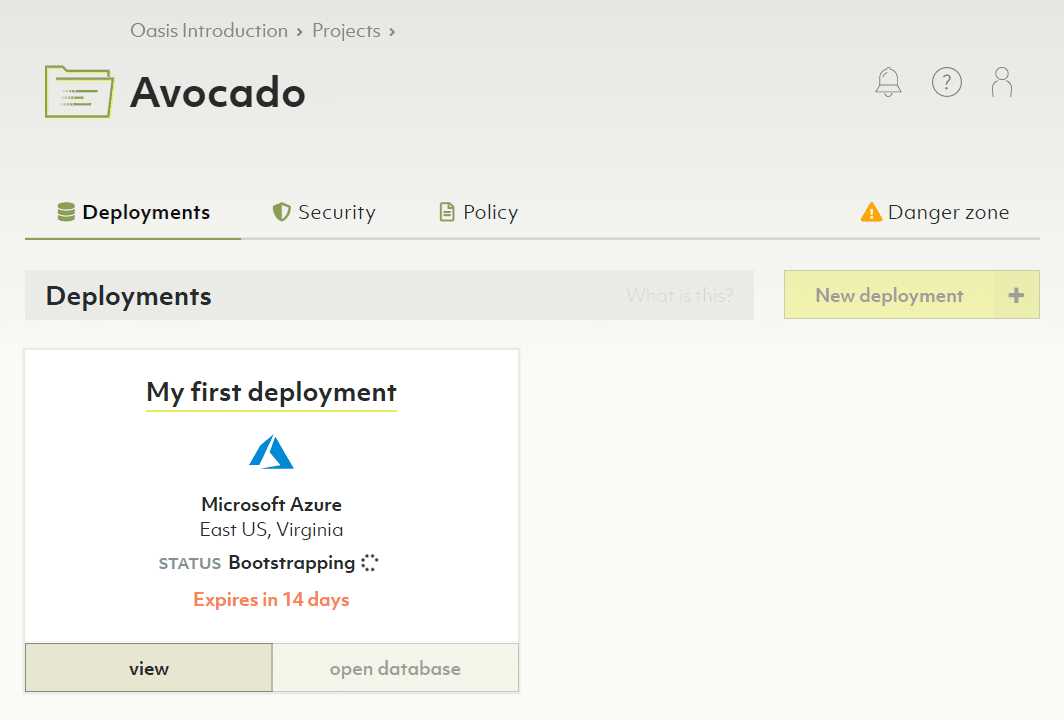 Oasis Introduction › Projects ›
Avocado
?
Deployments Security Policy Danger zone
Deployments What is this? New deployment +
My first deployment
Microsoft Azure
East US, Virginia
STATUS Bootstrapping
Expires in 14 days
view open database